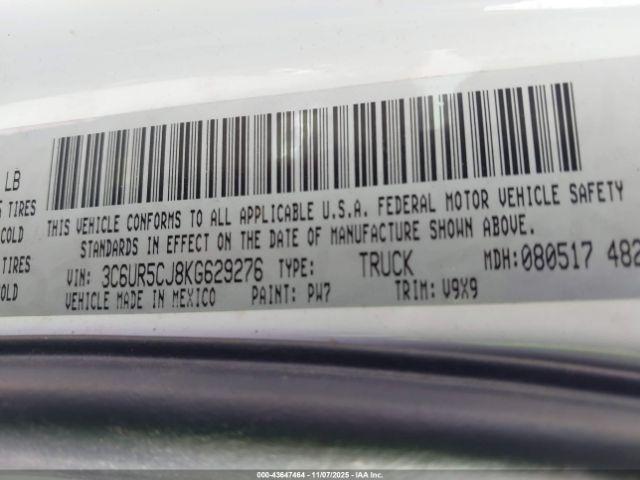 LB
TIRES
COLD
TIRES
COLD
THIS VEHICLE CONFORMS TO ALL APPLICABLE U.S.A. FEDERAL MOTOR VEHICLE SAFETY
STANDARDS IN EFFECT ON THE DATE OF MANUFACTURE SHOWN ABOVE.
VIN: 3C6UR5CJ8KG629276 TYPE: TRUCK MDH:080517 482
VEHICLE MADE IN MEXICO PAINT: PW7 TRIM: V9X9
000-43647464 | 11/07/2025 - IAA